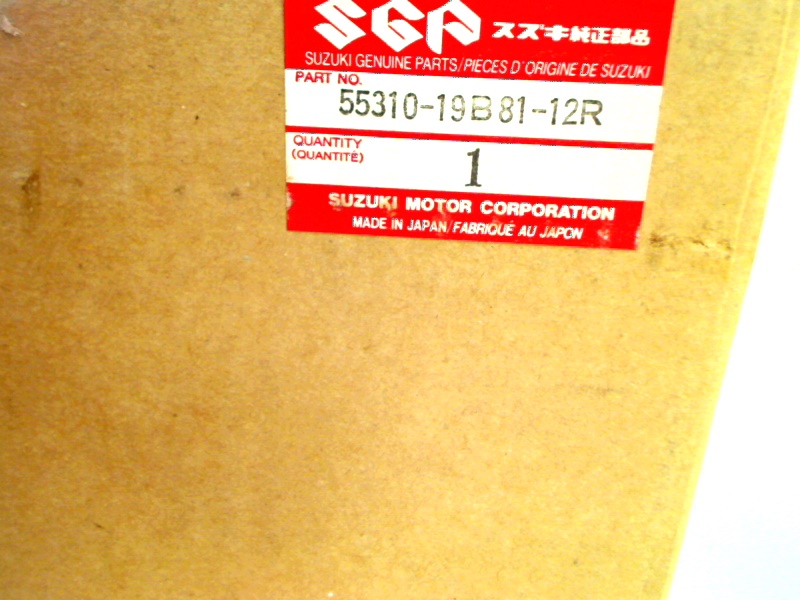 SGP スズキ純正部品
SUZUKI GENUINE PARTS/PIECES D'ORIGINE DE SUZUKI
PART NO.
55310-19B81-12R
QUANTITY
(QUANTITÉ)
1
SUZUKI MOTOR CORPORATION
MADE IN JAPAN/FABRIQUÉ AU JAPON